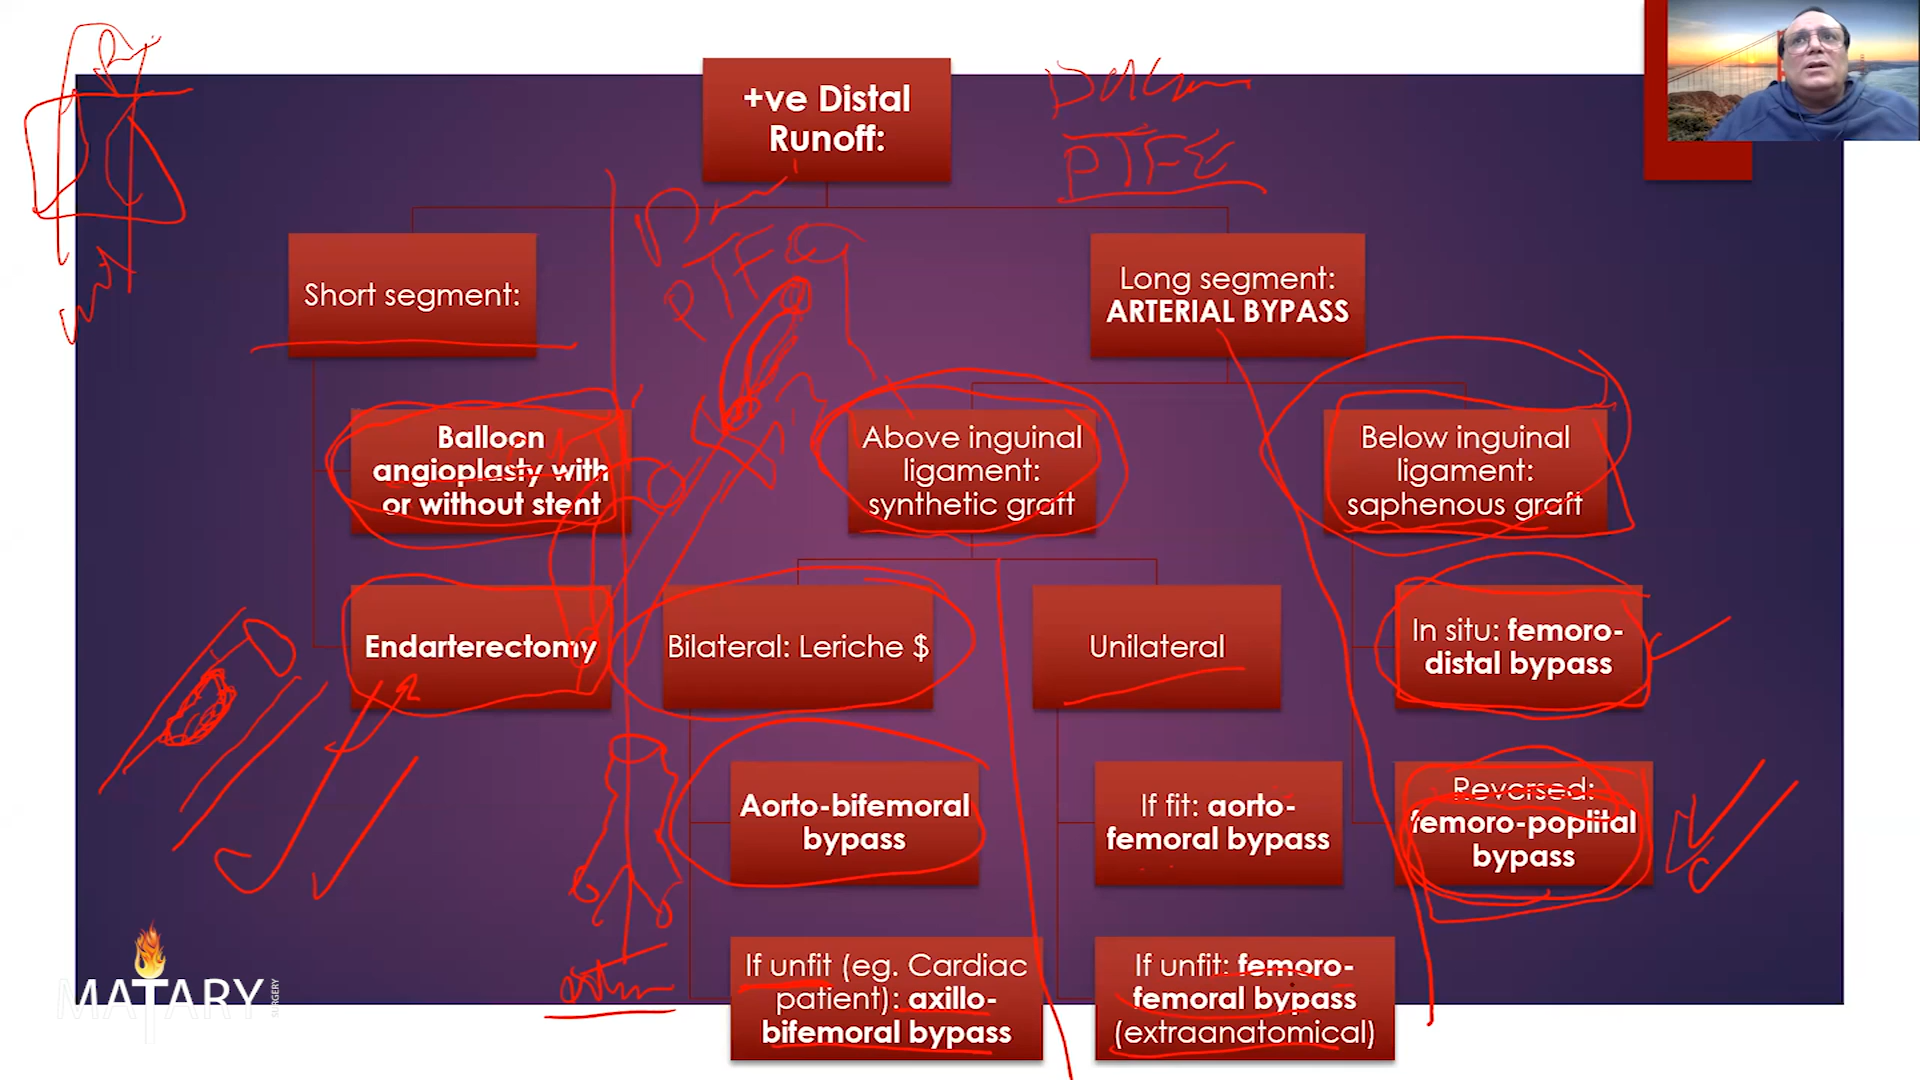 +ve Distal
Runoff:
Dacron
PTFE
PTFE
Short segment:
Long segment:
ARTERIAL BYPASS
Balloon
angioplasty with
or without stent
Above inguinal
ligament:
synthetic graft
Below inguinal
ligament:
saphenous graft
Endarterectomy
Bilateral: Leriche $
Unilateral
In situ: femoro-
distal bypass
Aorto-bifemoral
bypass
If fit: aorto-
femoral bypass
Reversed:
femoro-poplital
bypass
If unfit (eg. Cardiac
patient): axillo-
bifemoral bypass
If unfit: femoro-
femoral bypass
(extraanatomical)
MATARY
SURGERY